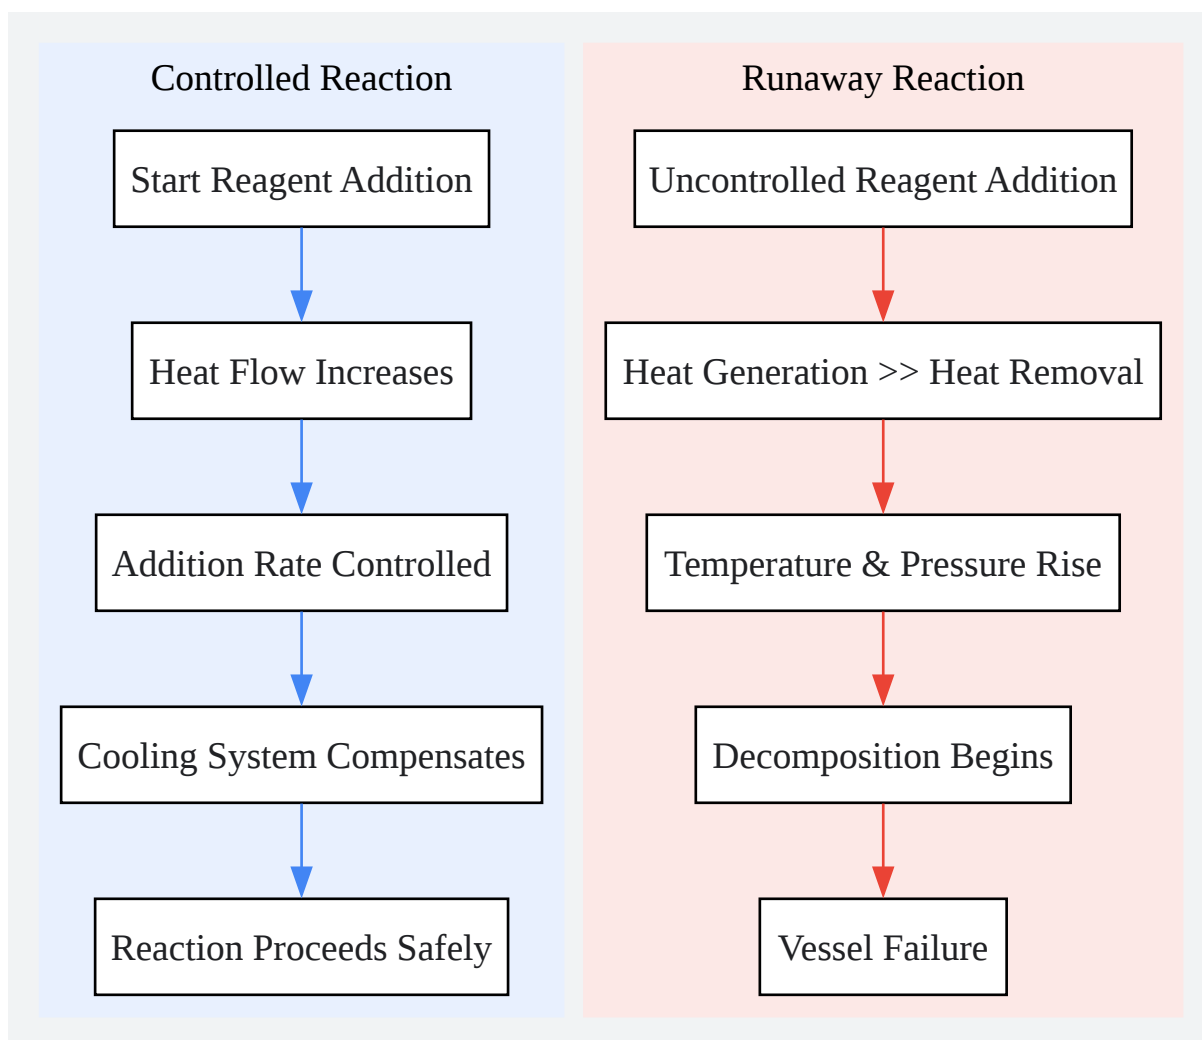 Controlled Reaction
Start Reagent Addition
Heat Flow Increases
Addition Rate Controlled
Cooling System Compensates
Reaction Proceeds Safely
Runaway Reaction
Uncontrolled Reagent Addition
Heat Generation >> Heat Removal
Temperature & Pressure Rise
Decomposition Begins
Vessel Failure